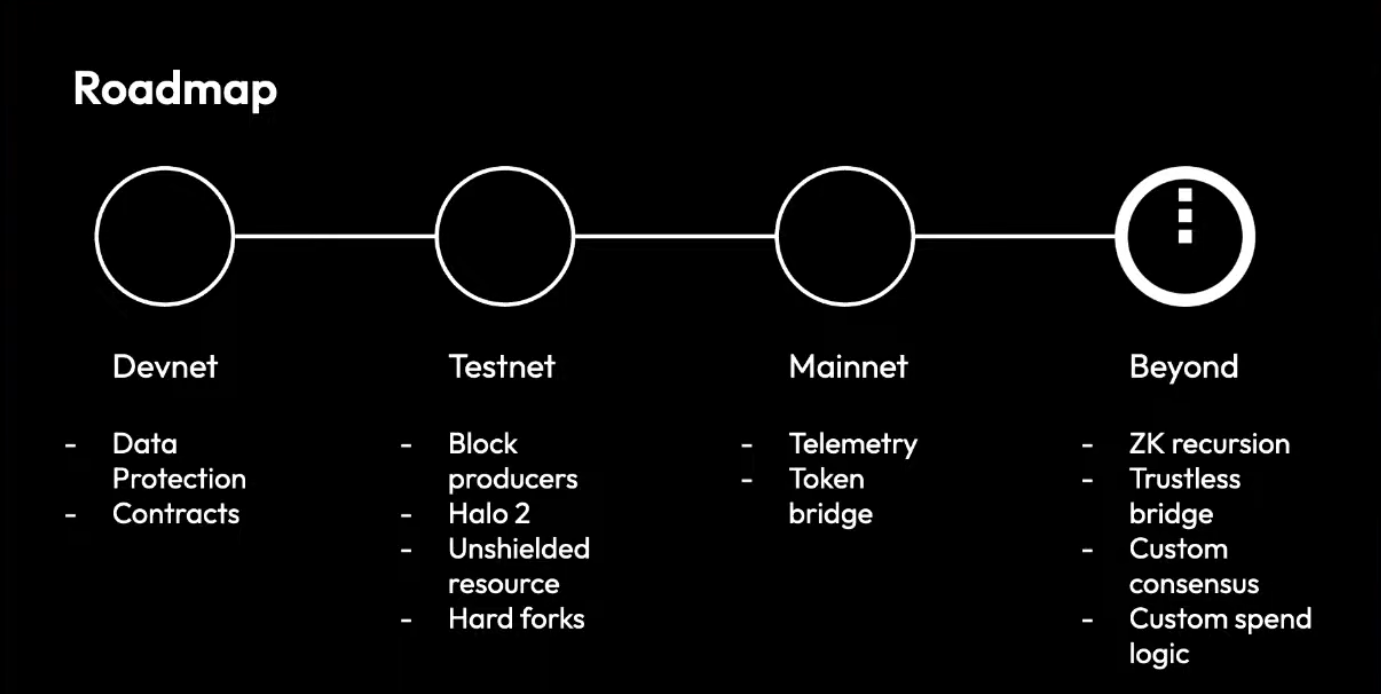 Roadmap
Devnet
- Data
Protection
- Contracts
Testnet
- Block
producers
- Halo 2
- Unshielded
resource
- Hard forks
Mainnet
- Telemetry
- Token
bridge
Beyond
- ZK recursion
- Trustless
bridge
- Custom
consensus
- Custom spend
logic